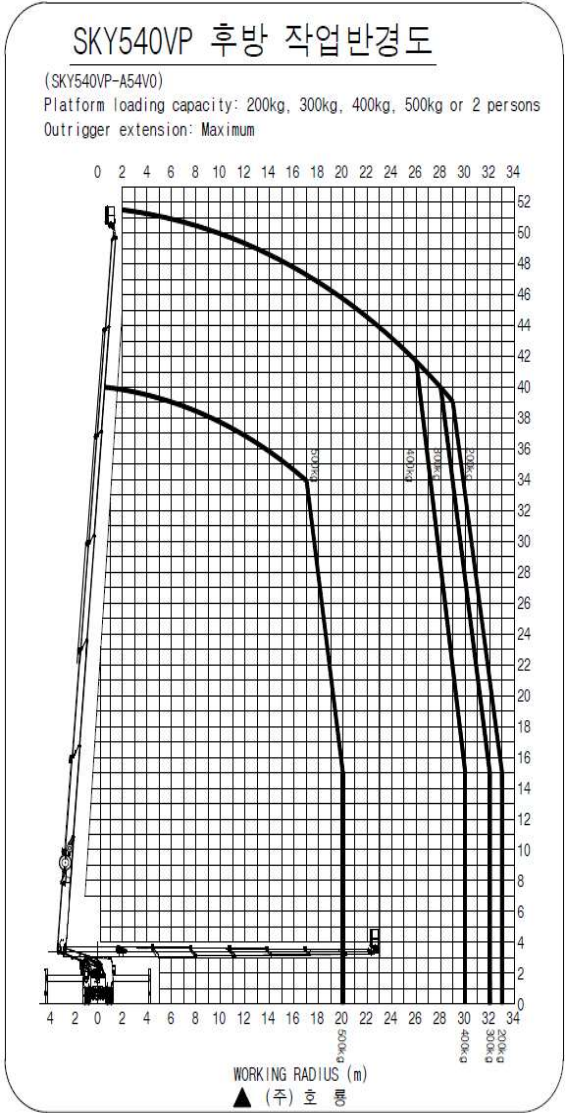 SKY540VP 후방 작업반경도
(SKY540VP-A54V0)
Platform loading capacity: 200kg, 300kg, 400kg, 500kg or 2 persons
Outrigger extension: Maximum
0 2 4 6 8 10 12 14 16 18 20 22 24 26 28 30 32 34
52
50
48
46
44
42
40
38
36
34
32
30
28
26
24
22
20
18
16
14
12
10
8
6
4
2
0
500kg
400kg
300kg
200kg
4 2 0 2 4 6 8 10 12 14 16 18 20 22 24 26 28 30 32 34
500kg
400kg
300kg
200kg
WORKING RADIUS (m)
▲ (주) 호 룡